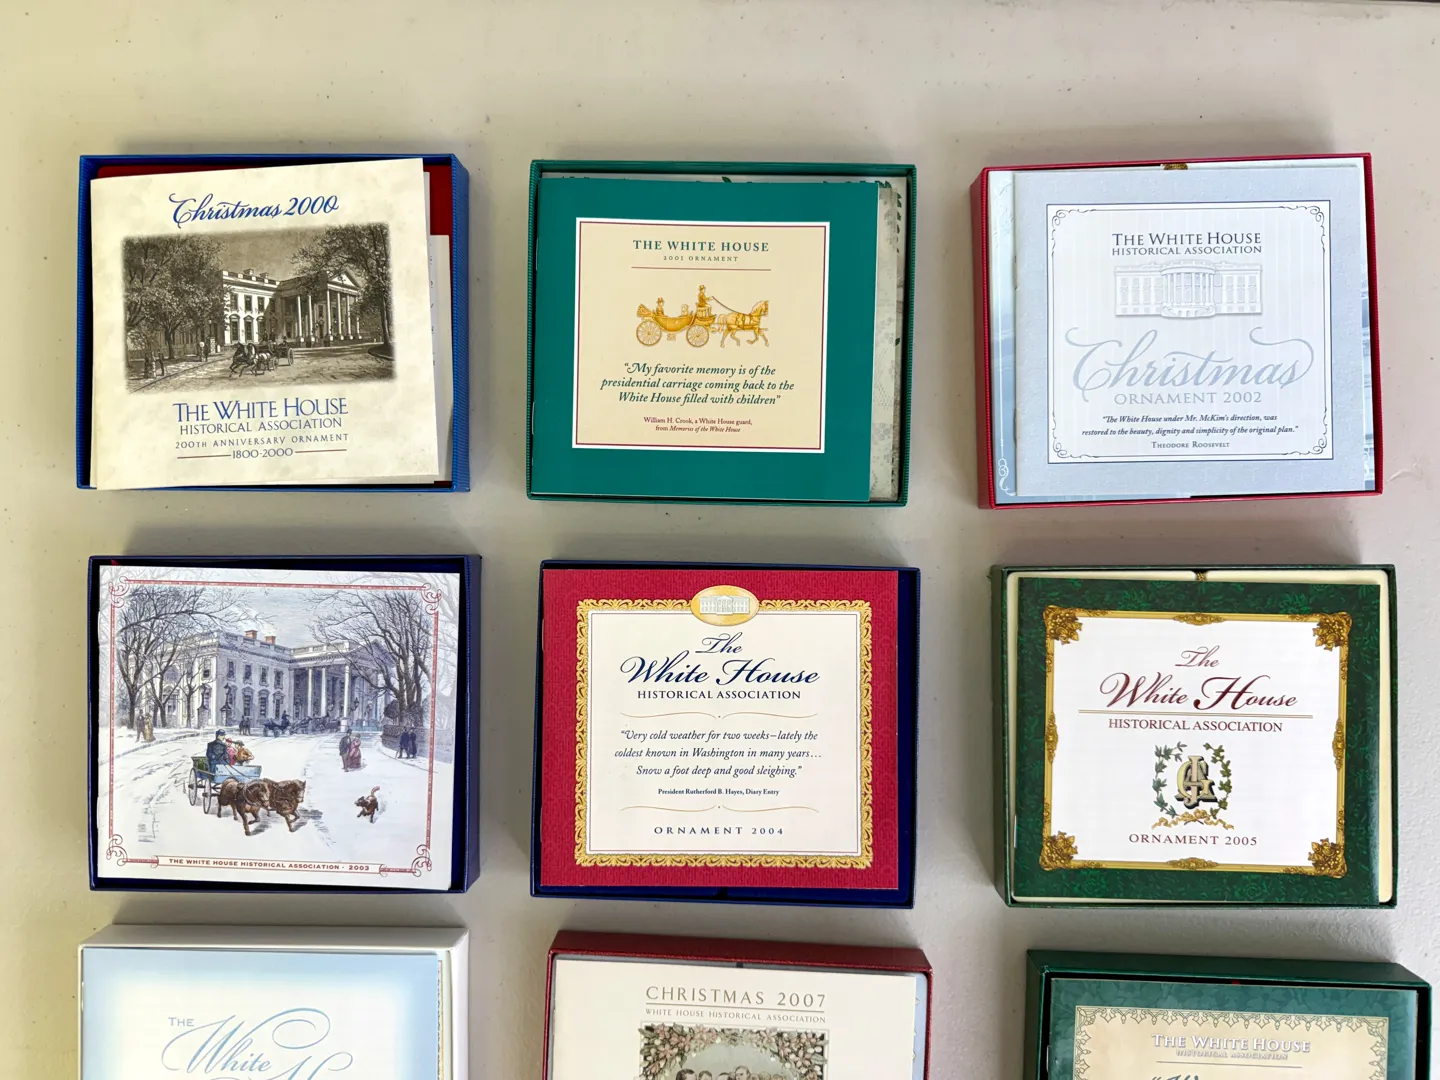 Christmas 2000
THE WHITE HOUSE
HISTORICAL ASSOCIATION
200TH ANNIVERSARY ORNAMENT
1800-2000
THE WHITE HOUSE
2001 ORNAMENT
“My favorite memory is of the
presidential carriage coming back to the
White House filled with children”
William H. Crook, a White House guard,
from Memories of the White House
THE WHITE HOUSE
HISTORICAL ASSOCIATION
Christmas
ORNAMENT 2002
“The White House under Mr. McKim's direction, was
restored to the beauty, dignity and simplicity of the original plan.”
THEODORE ROOSEVELT
THE WHITE HOUSE HISTORICAL ASSOCIATION · 2003
The
White House
HISTORICAL ASSOCIATION
“Very cold weather for two weeks–lately the
coldest known in Washington in many years...
Snow a foot deep and good sleighing.”
President Rutherford B. Hayes, Diary Entry
ORNAMENT 2004
The
White House
HISTORICAL ASSOCIATION
ORNAMENT 2005
THE
White
CHRISTMAS 2007
WHITE HOUSE HISTORICAL ASSOCIATION
THE WHITE HOUSE
HISTORICAL ASSOCIATION